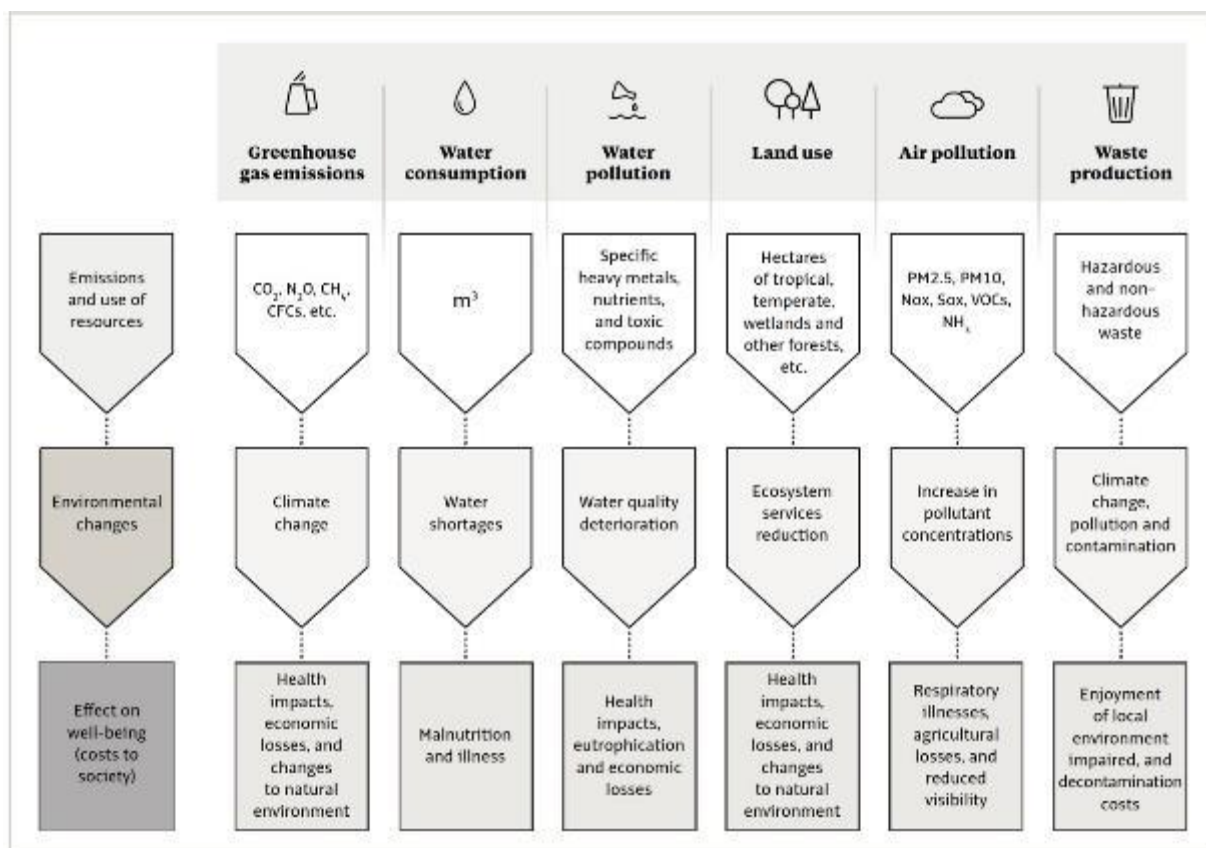 Greenhouse
gas emissions
Water
consumption
Water
pollution
Land use
Air pollution
Waste
production
Emissions
and use of
resources
CO₂, N₂O, CH₄,
CFCs, etc.
m³
Specific
heavy metals,
nutrients,
and toxic
compounds
Hectares
of tropical,
temperate,
wetlands and
other forests,
etc.
PM2.5, PM10,
Nox, Sox, VOCs,
NHₓ
Hazardous
and non-
hazardous
waste
Environmental
changes
Climate
change
Water
shortages
Water quality
deterioration
Ecosystem
services
reduction
Increase in
pollutant
concentrations
Climate
change,
pollution and
contamination
Effect on
well-being
(costs to
society)
Health
impacts,
economic
losses, and
changes
to natural
environment
Malnutrition
and illness
Health
impacts,
eutrophication
and economic
losses
Health
impacts,
economic
losses, and
changes
to natural
environment
Respiratory
illnesses,
agricultural
losses, and
reduced
visibility
Enjoyment
of local
environment
impaired, and
decontamination
costs